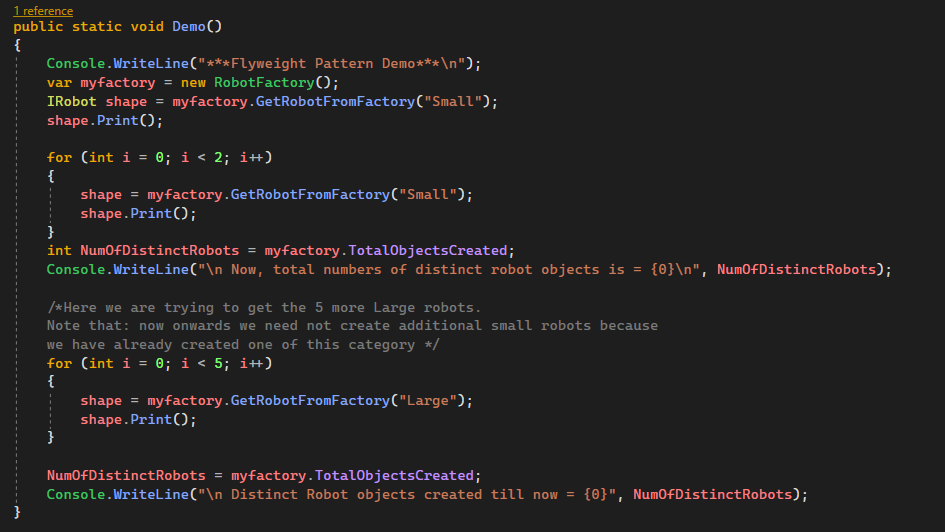 1 reference
public static void Demo()
{
    Console.WriteLine("***Flyweight Pattern Demo***\n");
    var myfactory = new RobotFactory();
    IRobot shape = myfactory.GetRobotFromFactory("Small");
    shape.Print();

    for (int i = 0; i < 2; i++)
    {
        shape = myfactory.GetRobotFromFactory("Small");
        shape.Print();
    }
    int NumOfDistinctRobots = myfactory.TotalObjectsCreated;
    Console.WriteLine("\n Now, total numbers of distinct robot objects is = {0}\n", NumOfDistinctRobots);

    /*Here we are trying to get the 5 more Large robots.
    Note that: now onwards we need not create additional small robots because
    we have already created one of this category */
    for (int i = 0; i < 5; i++)
    {
        shape = myfactory.GetRobotFromFactory("Large");
        shape.Print();
    }

    NumOfDistinctRobots = myfactory.TotalObjectsCreated;
    Console.WriteLine("\n Distinct Robot objects created till now = {0}", NumOfDistinctRobots);
}